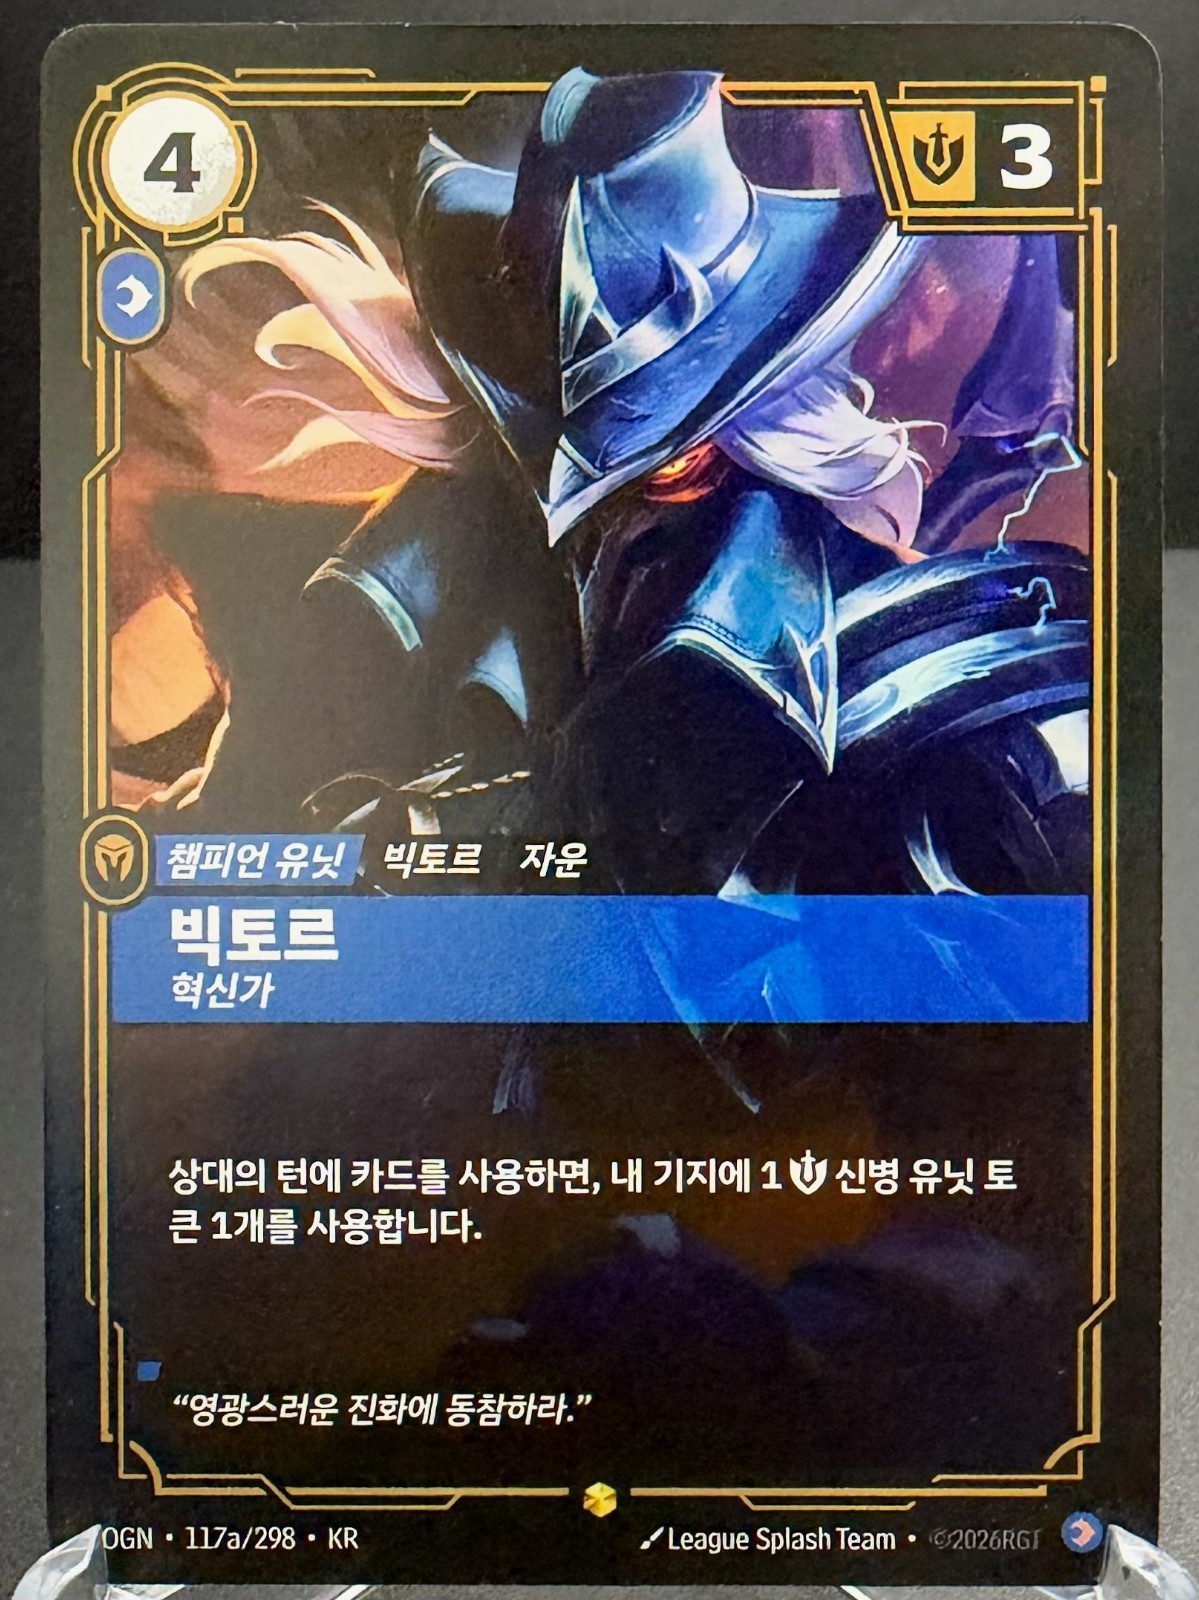 4
3
챔피언 유닛 빅토르 자운
빅토르
혁신가
상대의 턴에 카드를 사용하면, 내 기지에 1 신병 유닛 토
큰 1개를 사용합니다.
“영광스러운 진화에 동참하라.”
OGN • 117a/298 • KR
League Splash Team • ©2026RGI